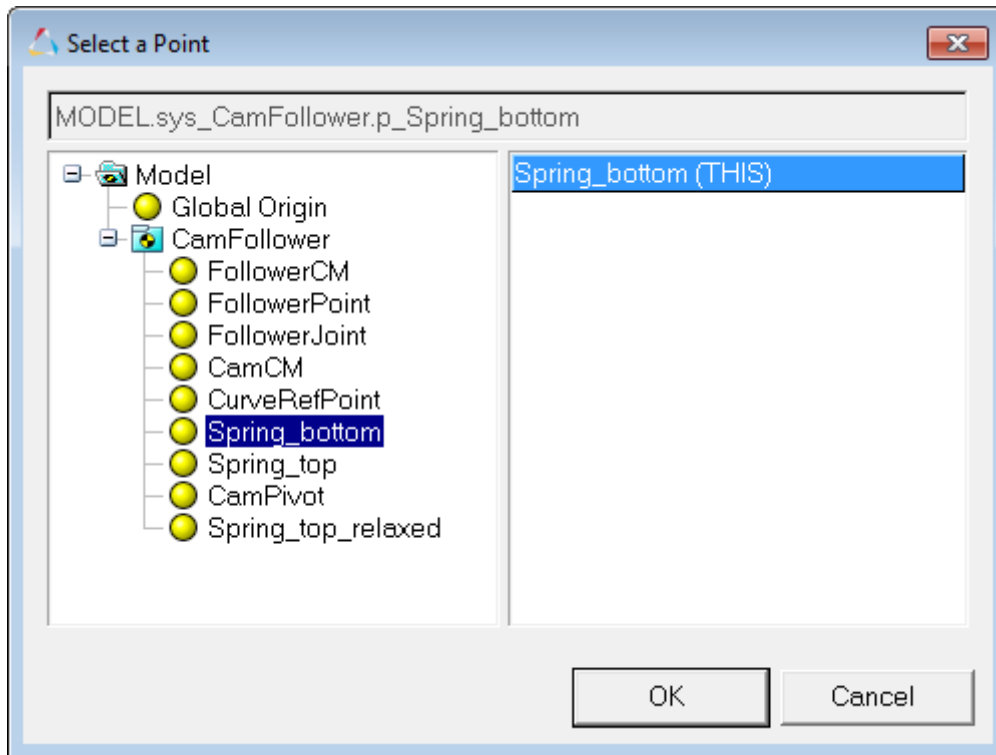 Select a Point
MODEL.sys_CamFollower.p_Spring_bottom
Model
Global Origin
CamFollower
FollowerCM
FollowerPoint
FollowerJoint
CamCM
CurveRefPoint
Spring_bottom
Spring_top
CamPivot
Spring_top_relaxed
Spring_bottom (THIS)
OK
Cancel